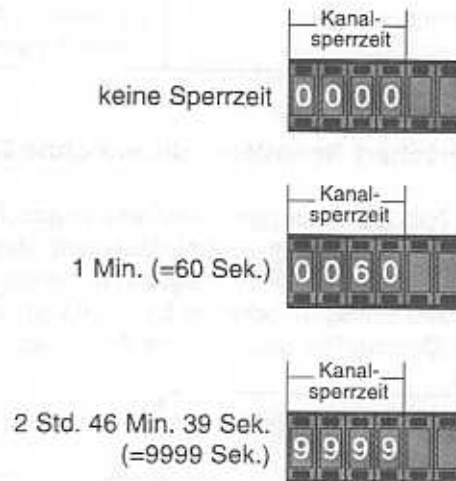 Kanal-
sperrzeit
keine Sperrzeit
0000
Kanal-
sperrzeit
1 Min. (=60 Sek.)
0060
Kanal-
sperrzeit
2 Std. 46 Min. 39 Sek.
(=9999 Sek.)
9999